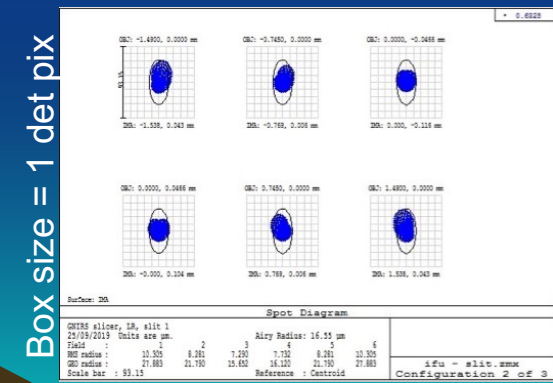 Box size = 1 det pix
+ 0.6328
OBJ: -1.4900, 0.0000 mm
OBJ: -0.7450, 0.0000 mm
OBJ: 0.0000, -0.0466 mm
93.15
IMA: -1.538, 0.043 mm
IMA: -0.769, 0.006 mm
IMA: 0.000, -0.116 mm
OBJ: 0.0000, 0.0466 mm
OBJ: 0.7450, 0.0000 mm
OBJ: 1.4900, 0.0000 mm
IMA: -0.000, 0.104 mm
IMA: 0.769, 0.006 mm
IMA: 1.538, 0.043 mm
Surface: IMA
Spot Diagram
GNIRS slicer, LR, slit 1
25/09/2019 Units are µm. Airy Radius: 16.55 µm
Field : 1 2 3 4 5 6
RMS radius : 10.305 8.281 7.290 7.732 8.281 10.305
GEO radius : 27.883 21.790 15.652 16.120 21.790 27.883
Scale bar : 93.15 Reference : Centroid
ifu - slit.zmx
Configuration 2 of 3